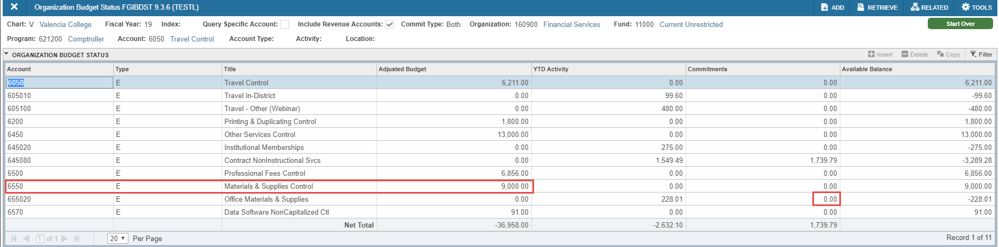 Organization Budget Status FGIBDST 9.3.6 (TESTL) ADD RETRIEVE RELATED TOOLS
Chart: V Valencia College Fiscal Year: 19 Index: Query Specific Account: Include Revenue Accounts: Commit Type: Both Organization: 160900 Financial Services Fund: 11000 Current Unrestricted Start Over
Program: 621200 Comptroller Account: 6050 Travel Control Account Type: Activity: Location:
ORGANIZATION BUDGET STATUS Insert Delete Copy Filter
Account Type Title Adjusted Budget YTD Activity Commitments Available Balance
6050 E Travel Control 6,211.00 0.00 0.00 6,211.00
605010 E Travel In-District 0.00 99.60 0.00 -99.60
605100 E Travel - Other (Webinar) 0.00 480.00 0.00 -480.00
6200 E Printing & Duplicating Control 1,800.00 0.00 0.00 1,800.00
6450 E Other Services Control 13,000.00 0.00 0.00 13,000.00
645020 E Institutional Memberships 0.00 275.00 0.00 -275.00
645080 E Contract NonInstructional Svcs 0.00 1,549.49 1,739.79 -3,289.28
6500 E Professional Fees Control 6,856.00 0.00 0.00 6,856.00
6550 E Materials & Supplies Control 9,000.00 0.00 0.00 9,000.00
655020 E Office Materials & Supplies 0.00 228.01 0.00 -228.01
6570 E Data Software NonCapitalized Ctl 91.00 0.00 0.00 91.00
Net Total -36,958.00 -2,632.10 1,739.79
1 of 1 20 Per Page Record 1 of 11